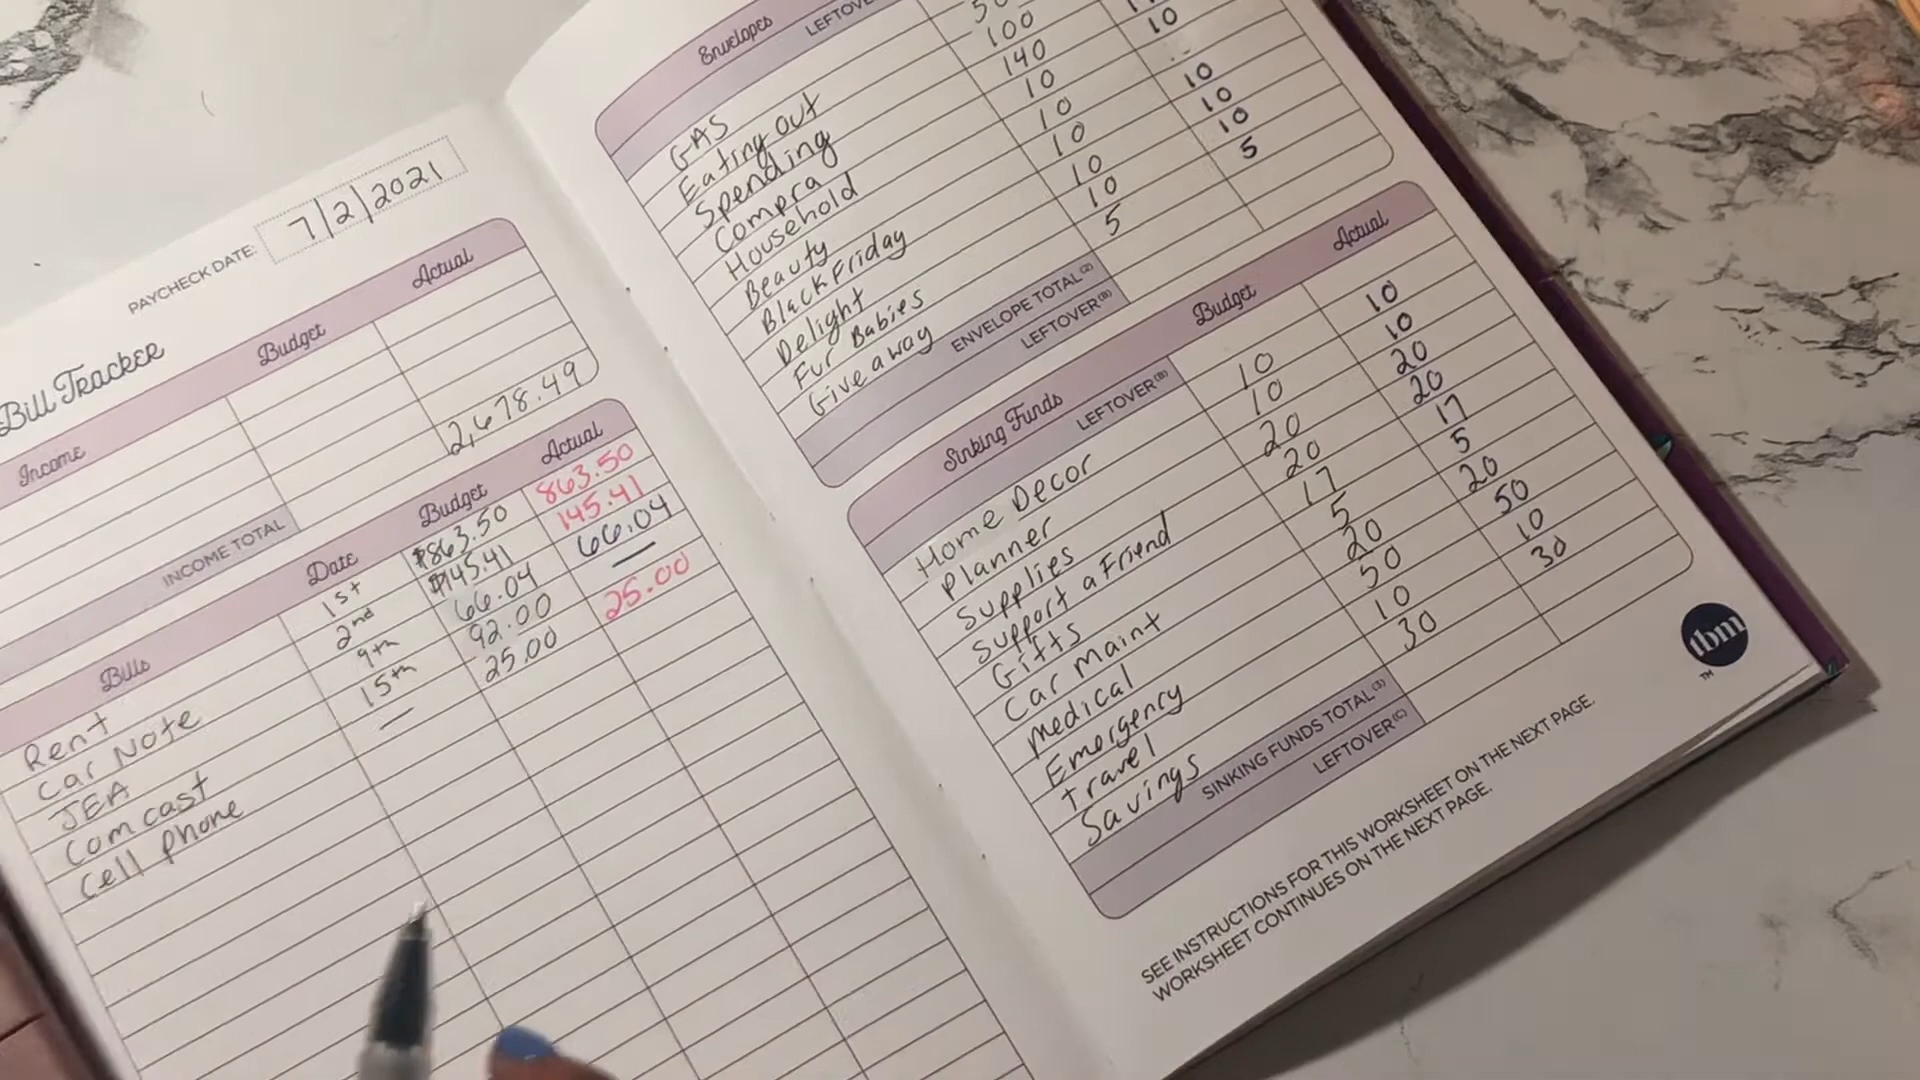 PAYCHECK DATE: 7/2/2021
Bill Tracker
Income Budget Actual
2,678.49
INCOME TOTAL
Bills Date Budget Actual
Rent 1st $863.50 863.50
Car Note 2nd $145.41 145.41
JEA 9th 66.04 66.04
Comcast 15th 92.00 —
Cell phone — 25.00 25.00
Envelopes
GAS
Eating out 100
Spending 140 10
Compra 10
Household 10 10
Beauty 10 10
Black Friday 10 10
Delight 10 5
Fur Babies 5
Give away
ENVELOPE TOTAL (2)
LEFTOVER (B)
Sinking Funds Budget Actual
LEFTOVER (B)
Home Decor 10 10
Planner 10 10
Supplies 20 20
Support a Friend 20 20
Gifts 17 17
Car Maint 5 5
Medical 20 20
Emergency 50 50
Travel 10 10
Savings 30 30
SINKING FUNDS TOTAL (3)
LEFTOVER (C)
SEE INSTRUCTIONS FOR THIS WORKSHEET ON THE NEXT PAGE.
WORKSHEET CONTINUES ON THE NEXT PAGE.
tbm
TM